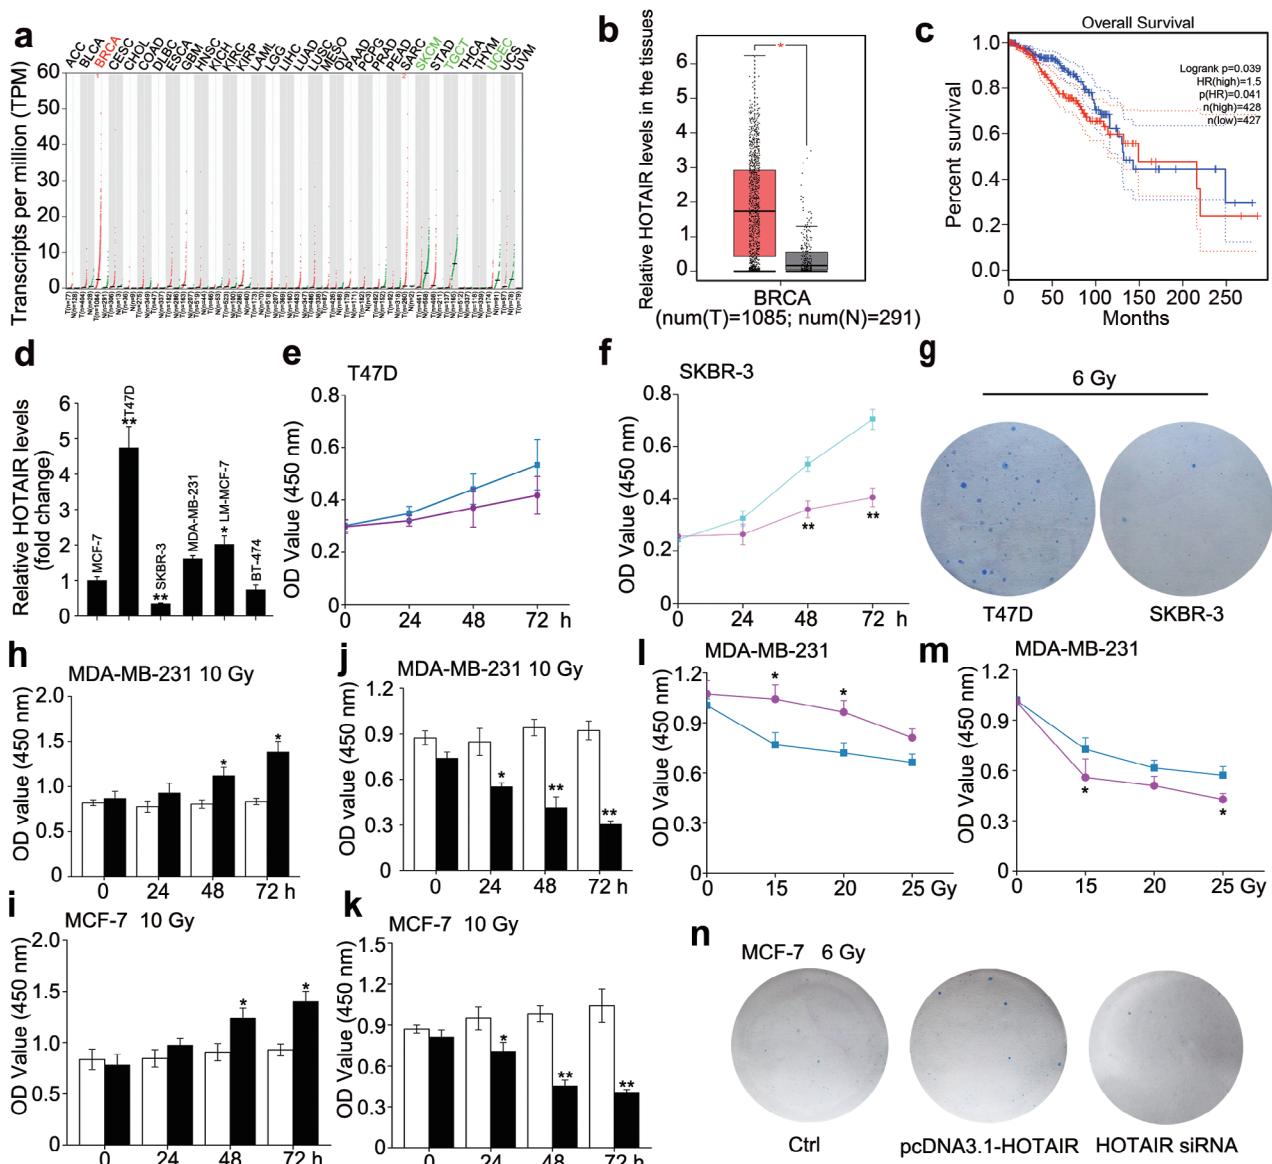 a
ACC
BLCA
BRCA
CESC
CHOL
COAD
DLBC
ESCA
GBM
HNSC
KICH
KIRC
KIRP
LAML
LGG
LIHC
LUAD
LUSC
MESO
OV
PAAD
PCPG
PRAD
READ
SARC
SKCM
STAD
TGCT
THCA
THYM
UCEC
UCS
UVM
Transcripts per million (TPM)
60
50
40
30
20
10
0
b
Relative HOTAIR levels in the tissues
6
5
4
3
2
1
0
*
BRCA
(num(T)=1085; num(N)=291)
c
Overall Survival
Percent survival
1.0
0.8
0.6
0.4
0.2
0.0
Logrank p=0.039
HR(high)=1.5
p(HR)=0.041
n(high)=428
n(low)=427
0 50 100 150 200 250
Months
d
Relative HOTAIR levels
(fold change)
6
5
4
3
2
1
0
MCF-7
**T47D
**SKBR-3
MDA-MB-231
* LM-MCF-7
BT-474
e
T47D
OD Value (450 nm)
0.8
0.6
0.4
0.2
0
0 24 48 72 h
f
SKBR-3
OD Value (450 nm)
0.8
0.6
0.4
0.2
0
** **
0 24 48 72 h
g
6 Gy
T47D SKBR-3
h
MDA-MB-231 10 Gy
OD value (450 nm)
2.0
1.5
1.0
0.5
0
* *
0 24 48 72 h
j
MDA-MB-231 10 Gy
OD value (450 nm)
1.2
0.9
0.6
0.3
0
* ** **
0 24 48 72 h
l
MDA-MB-231
OD Value (450 nm)
1.2
0.9
0.6
0.3
0
* *
0 15 20 25 Gy
m
MDA-MB-231
OD Value (450 nm)
1.2
0.9
0.6
0.3
0
* *
0 15 20 25 Gy
i
MCF-7 10 Gy
OD Value (450 nm)
2.0
1.5
1.0
0.5
0
* *
0 24 48 72 h
k
MCF-7 10 Gy
OD Value (450 nm)
1.5
1.2
0.9
0.6
0.3
0
* ** **
0 24 48 72 h
n
MCF-7 6 Gy
Ctrl pcDNA3.1-HOTAIR HOTAIR siRNA